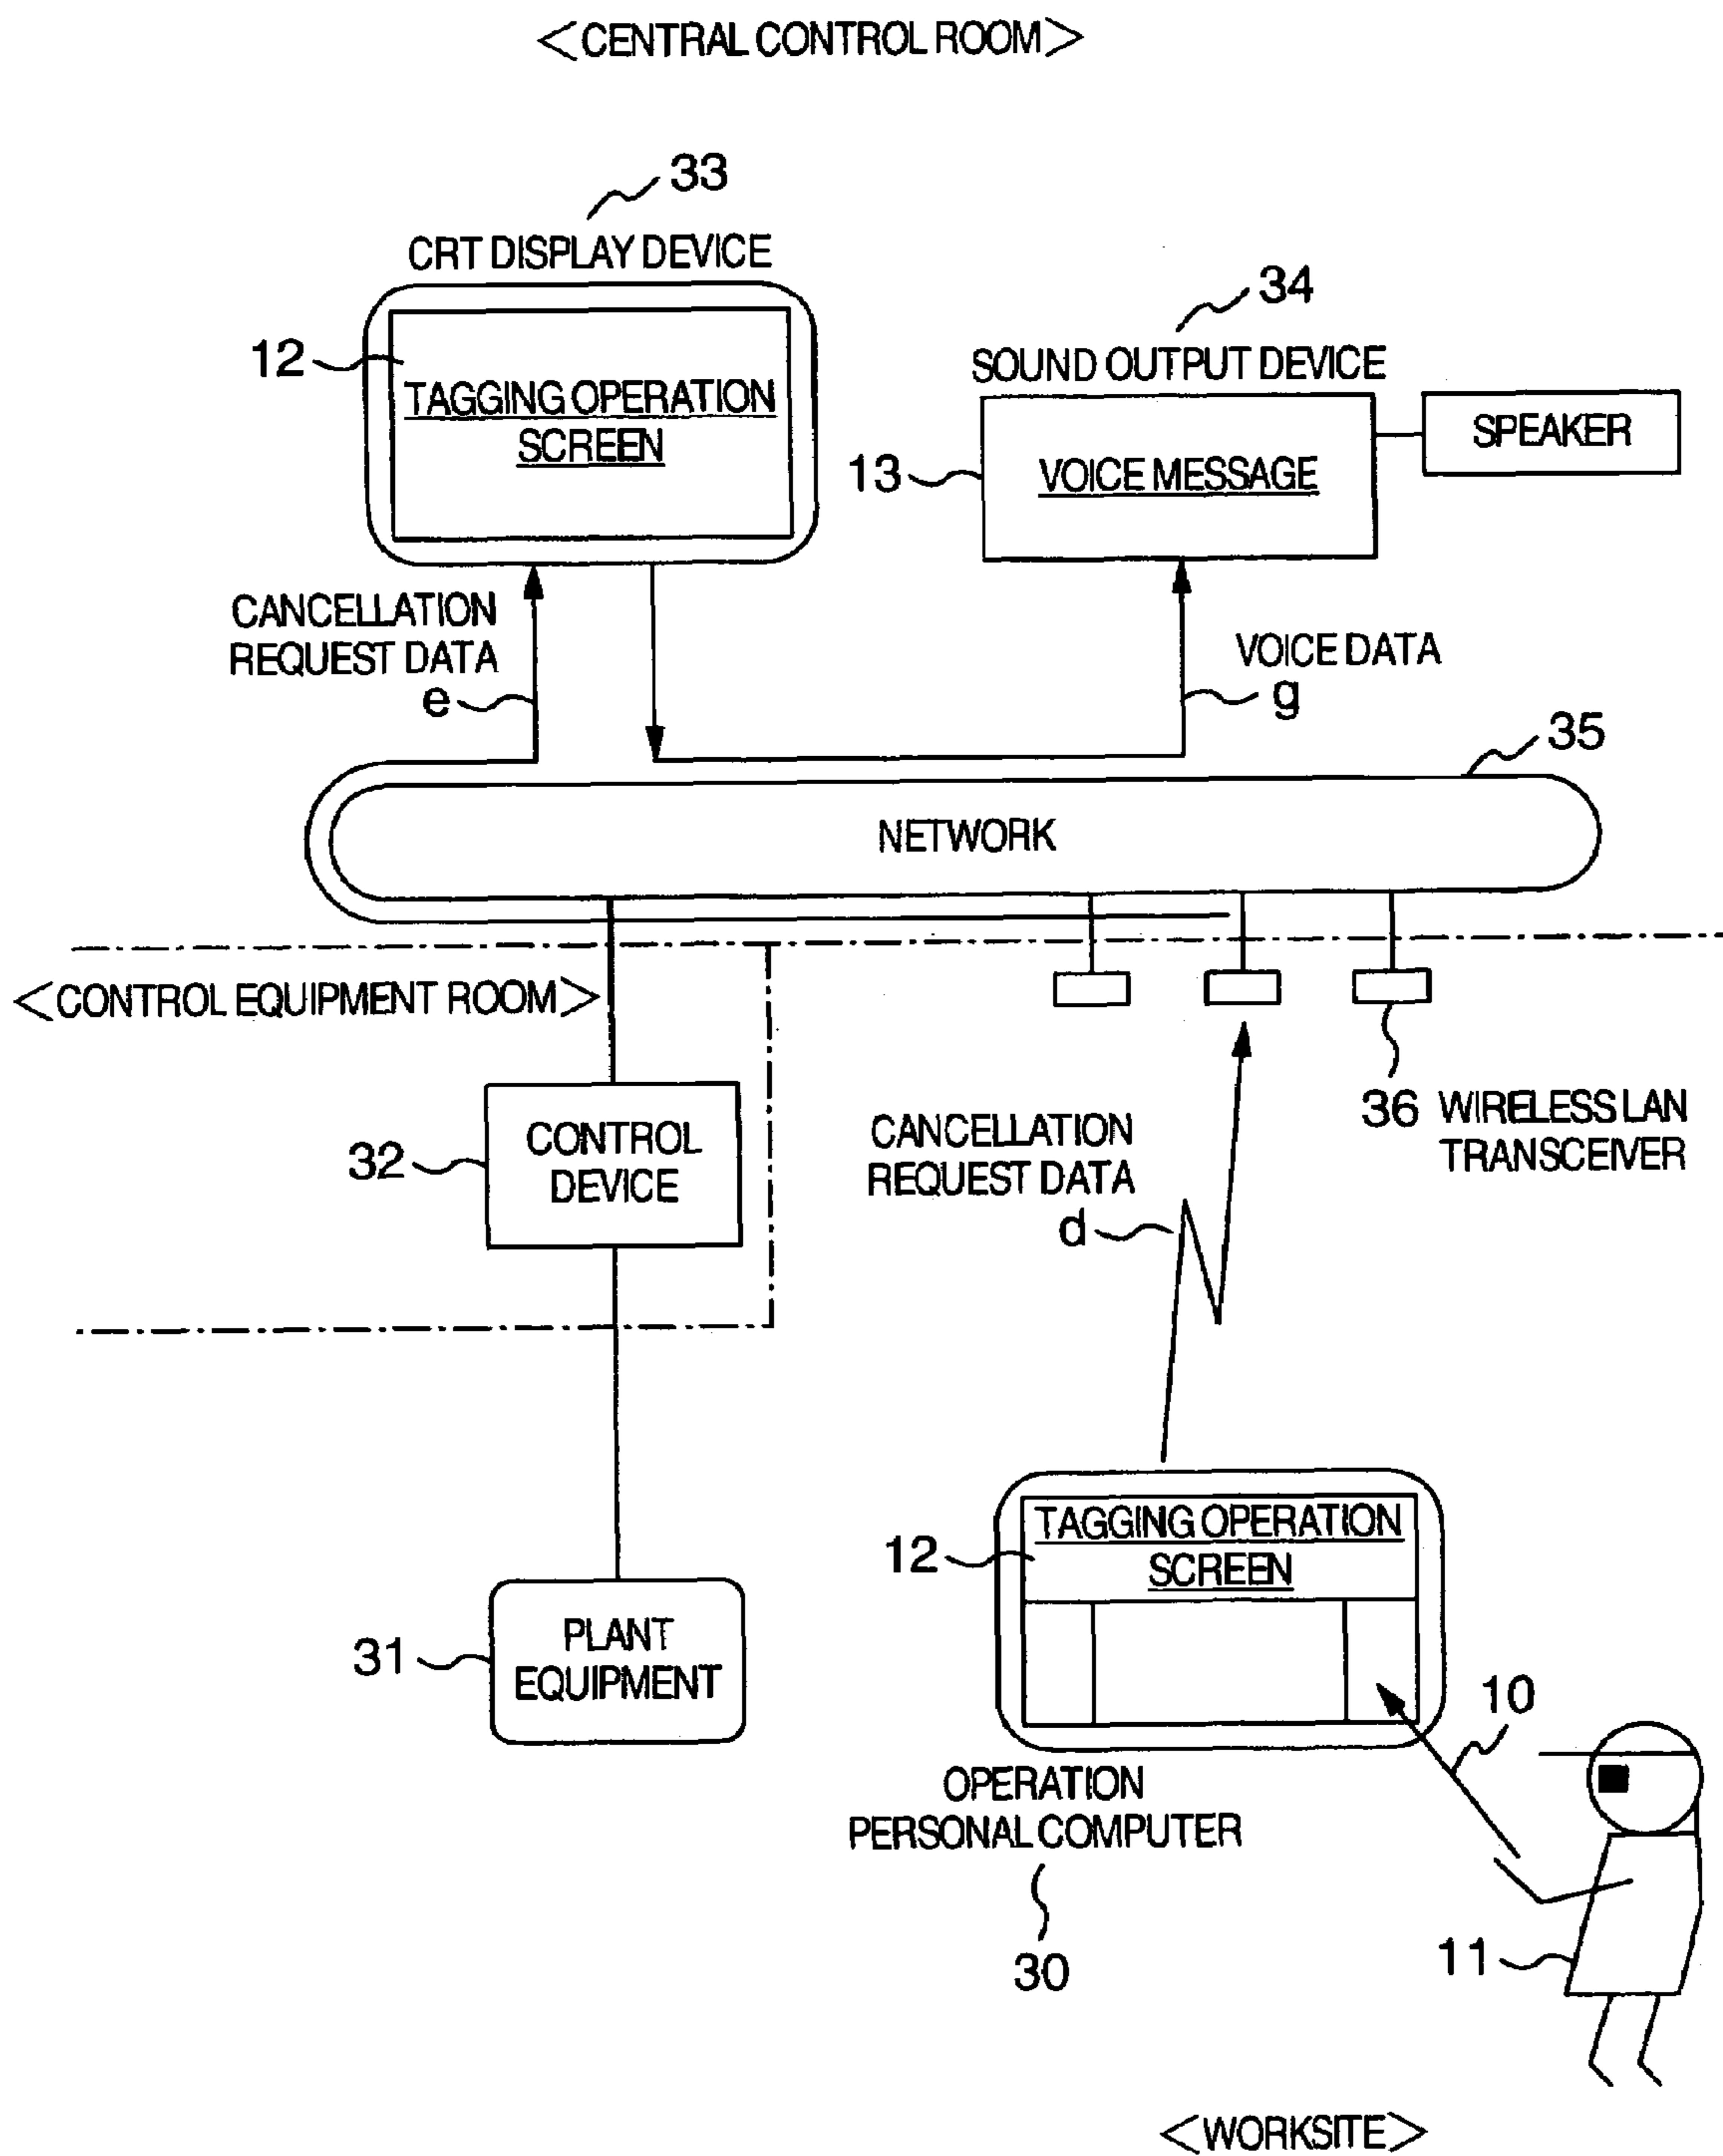 <CENTRAL CONTROL ROOM>
33
CRT DISPLAY DEVICE
34
12
SOUND OUTPUT DEVICE
TAGGING OPERATION
SCREEN
SPEAKER
13
VOICE MESSAGE
CANCELLATION
REQUEST DATA
e
VOICE DATA
g
35
NETWORK
<CONTROL EQUIPMENT ROOM>
36 WIRELESS LAN
TRANSCEIVER
32
CONTROL
DEVICE
CANCELLATION
REQUEST DATA
d
12
TAGGING OPERATION
SCREEN
31
PLANT
EQUIPMENT
10
OPERATION
PERSONAL COMPUTER
30
11
<WORKSITE>